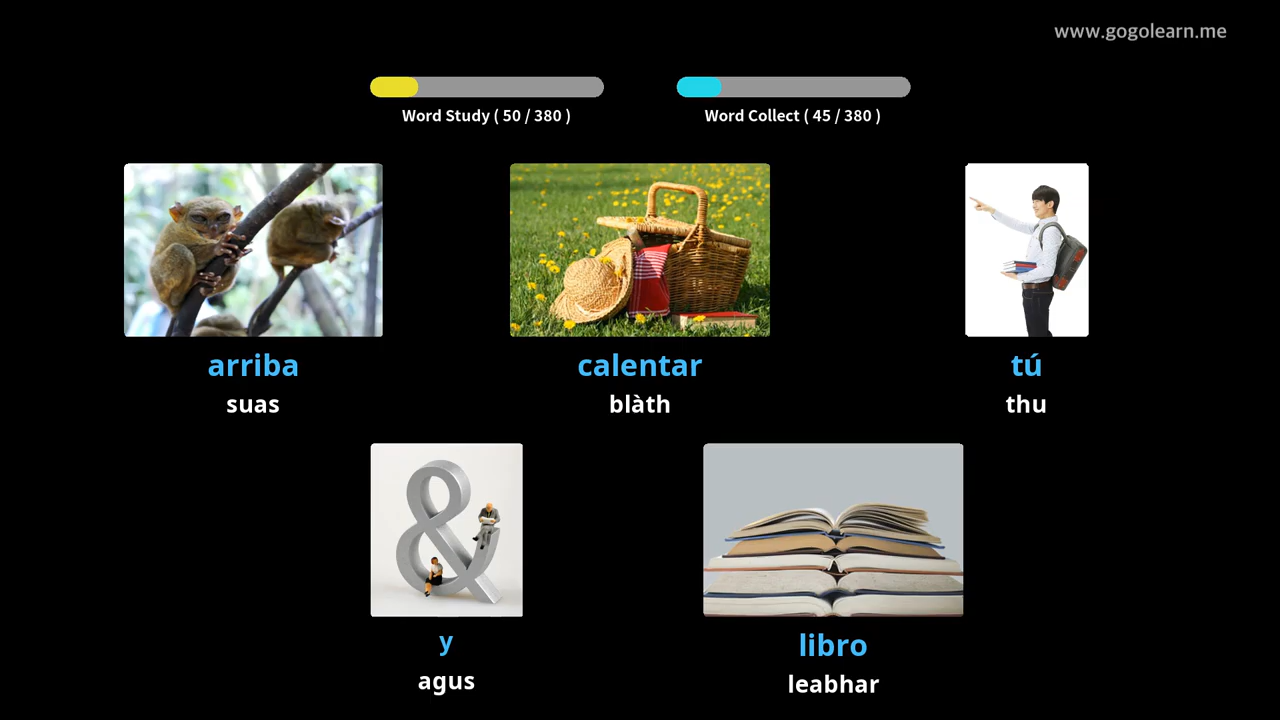 www.gogolearn.me
Word Study ( 50 / 380 )
Word Collect ( 45 / 380 )
arriba
suas
calentar
blàth
tú
thu
y
agus
libro
leabhar